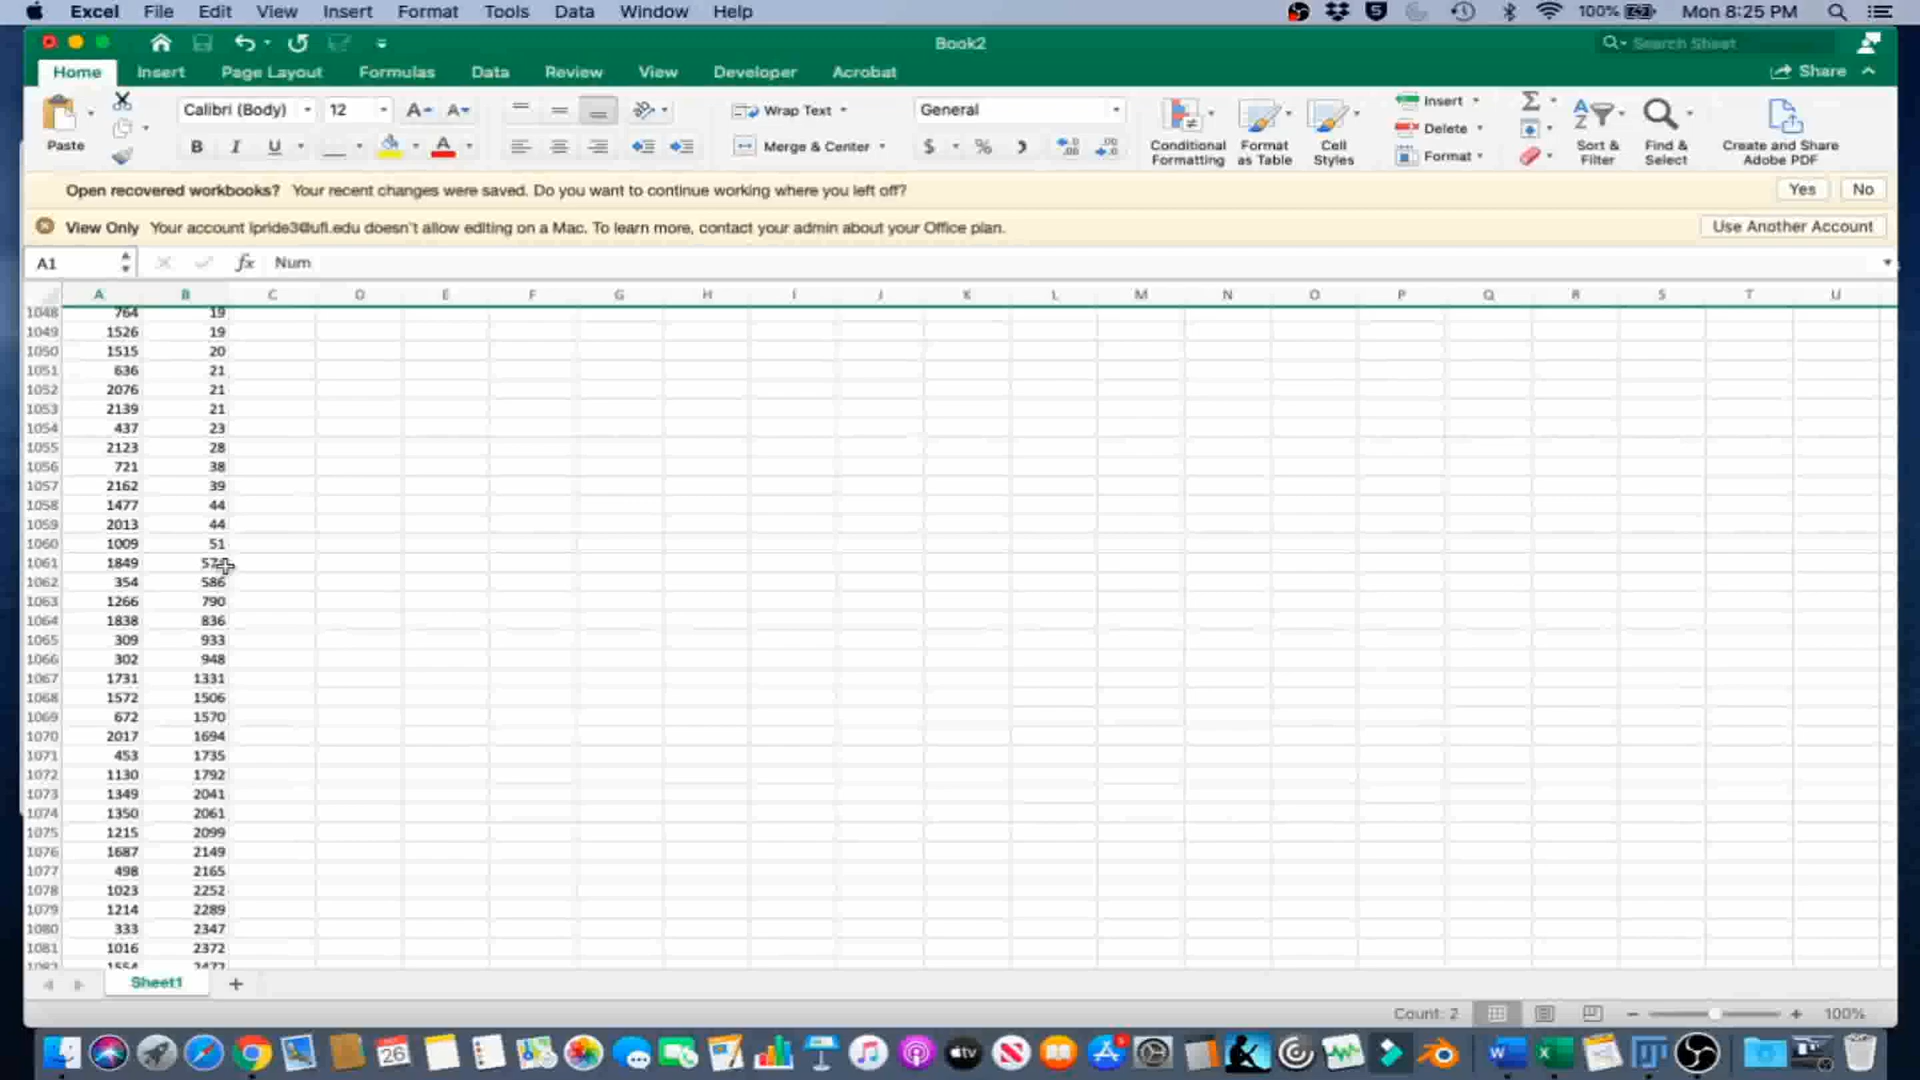 Excel File Edit View Insert Format Tools Data Window Help 100% Mon 8:25 PM
Book2
Search Sheet
Home Insert Page Layout Formulas Data Review View Developer Acrobat Share
Paste
Calibri (Body) 12 A A
Wrap Text
General
B I U A
Merge & Center
$ % )
Conditional Formatting
Format as Table
Cell Styles
Insert
Delete
Format
Sort & Filter
Find & Select
Create and Share Adobe PDF
Open recovered workbooks? Your recent changes were saved. Do you want to continue working where you left off? Yes No
View Only Your account lpride3@ufl.edu doesn't allow editing on a Mac. To learn more, contact your admin about your Office plan. Use Another Account
A1 fx Num
A B C D E F G H I J K L M N O P Q R S T U
1048 764 19
1049 1526 19
1050 1515 20
1051 636 21
1052 2076 21
1053 2139 21
1054 437 23
1055 2123 28
1056 721 38
1057 2162 39
1058 1477 44
1059 2013 44
1060 1009 51
1061 1849
1062 354 586
1063 1266 790
1064 1838 836
1065 309 933
1066 302 948
1067 1731 1331
1068 1572 1506
1069 672 1570
1070 2017 1694
1071 453 1735
1072 1130 1792
1073 1349 2041
1074 1350 2061
1075 1215 2099
1076 1687 2149
1077 498 2165
1078 1023 2252
1079 1214 2289
1080 333 2347
1081 1016 2372
Sheet1 +
Count: 2 100%
26 tv